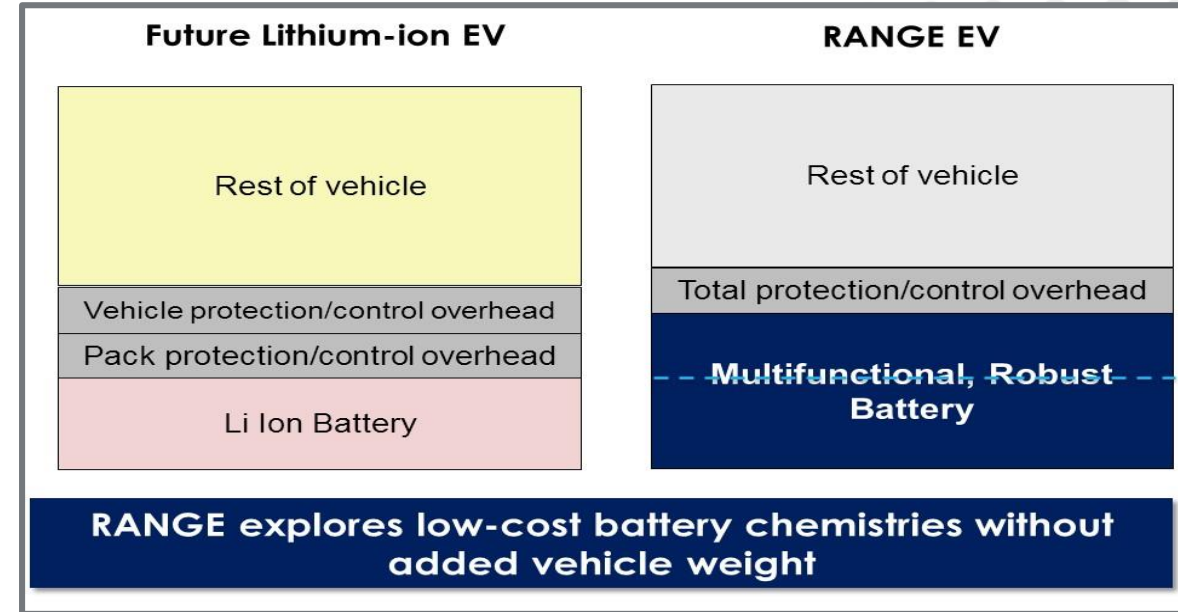 Future Lithium-ion EV
Rest of vehicle
Vehicle protection/control overhead
Pack protection/control overhead
Li Ion Battery
RANGE EV
Rest of vehicle
Total protection/control overhead
Multifunctional, Robust
Battery
RANGE explores low-cost battery chemistries without
added vehicle weight